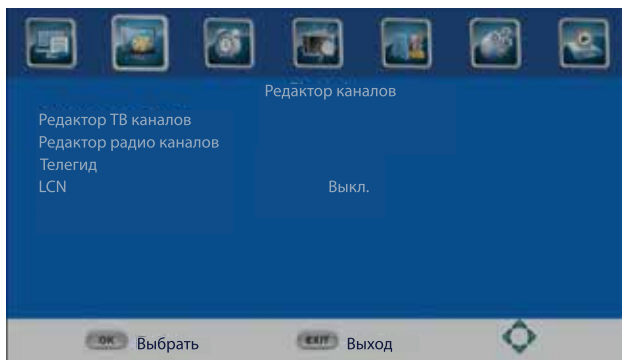 Редактор каналов
Редактор ТВ каналов
Редактор радио каналов
Телегид
LCN Выкл.
OK Выбрать EXIT Выход